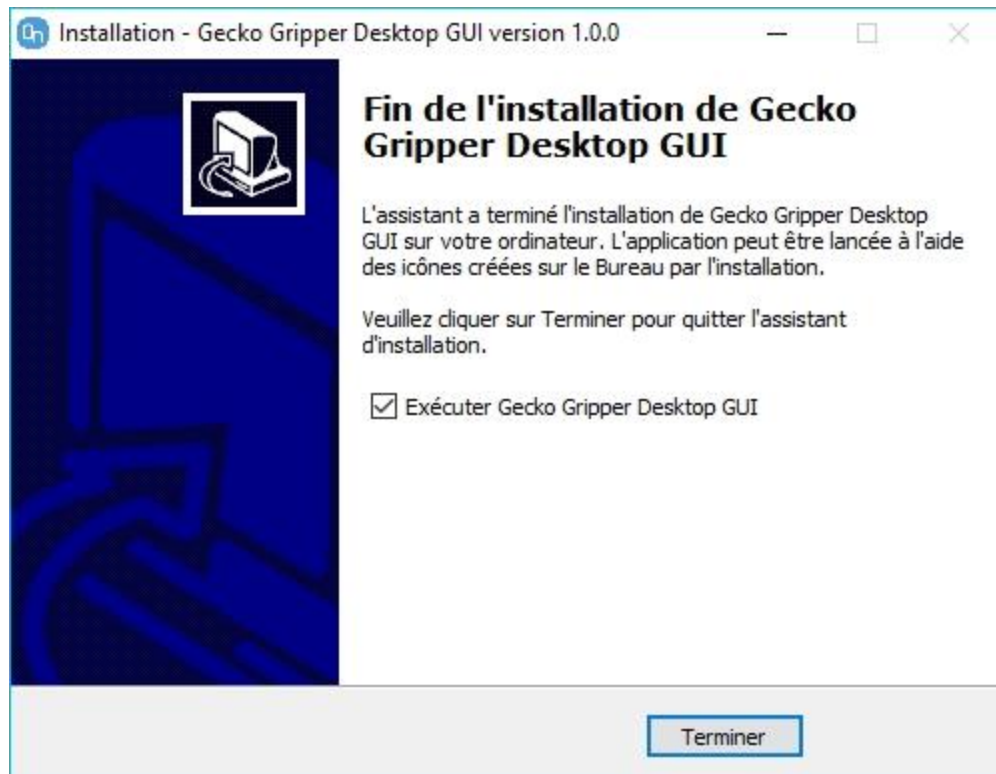 Installation - Gecko Gripper Desktop GUI version 1.0.0
Fin de l'installation de Gecko
Gripper Desktop GUI
L'assistant a terminé l'installation de Gecko Gripper Desktop
GUI sur votre ordinateur. L'application peut être lancée à l'aide
des icônes créées sur le Bureau par l'installation.
Veuillez cliquer sur Terminer pour quitter l'assistant
d'installation.
Exécuter Gecko Gripper Desktop GUI
Terminer